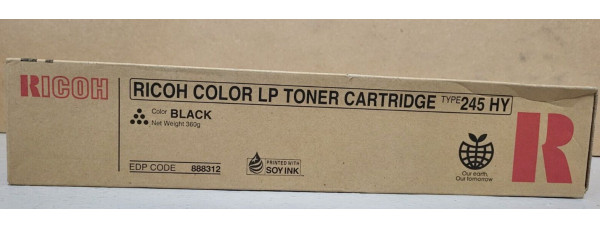 RICOH
RICOH COLOR LP TONER CARTRIDGE TYPE 245 HY
Color BLACK
Net Weight 360g
EDP CODE 888312
PRINTED WITH
SOY INK
Our earth,
Our tomorrow
R